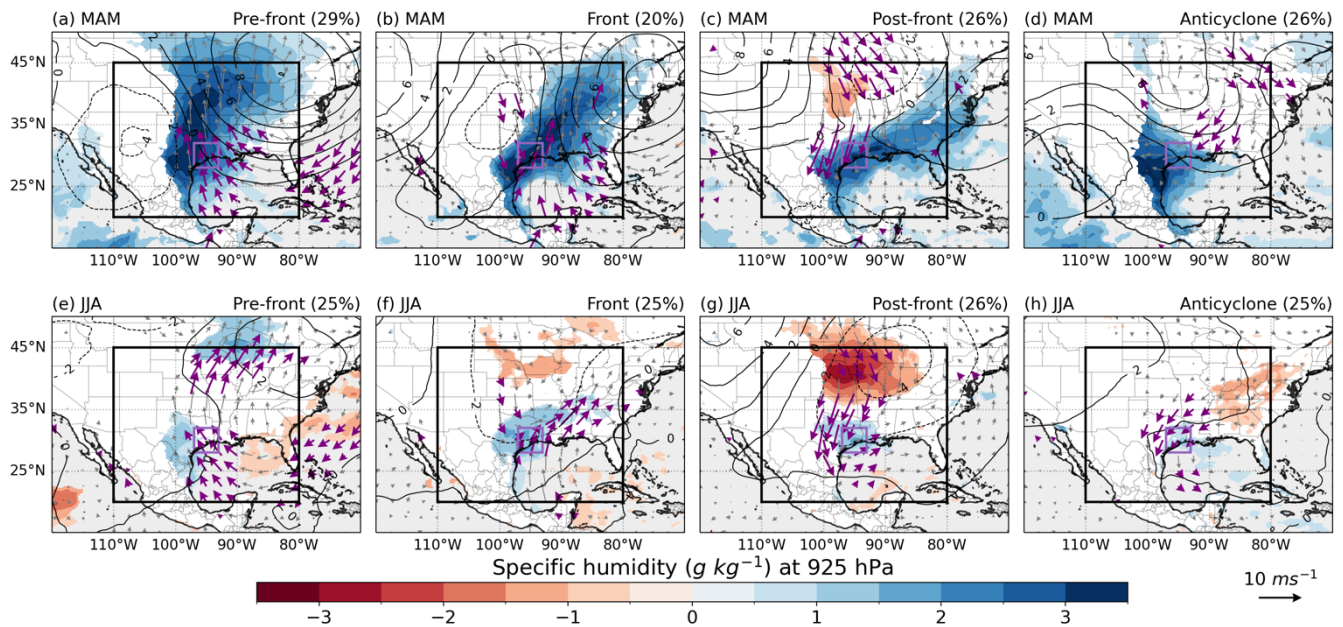 (a) MAM Pre-front (29%) (b) MAM Front (20%) (c) MAM Post-front (26%) (d) MAM Anticyclone (26%)
45°N
35°N
25°N
110°W 100°W 90°W 80°W 110°W 100°W 90°W 80°W 110°W 100°W 90°W 80°W 110°W 100°W 90°W 80°W
(e) JJA Pre-front (25%) (f) JJA Front (25%) (g) JJA Post-front (26%) (h) JJA Anticyclone (25%)
45°N
35°N
25°N
110°W 100°W 90°W 80°W 110°W 100°W 90°W 80°W 110°W 100°W 90°W 80°W 110°W 100°W 90°W 80°W
Specific humidity (g kg⁻¹) at 925 hPa
10 ms⁻¹
−3 −2 −1 0 1 2 3